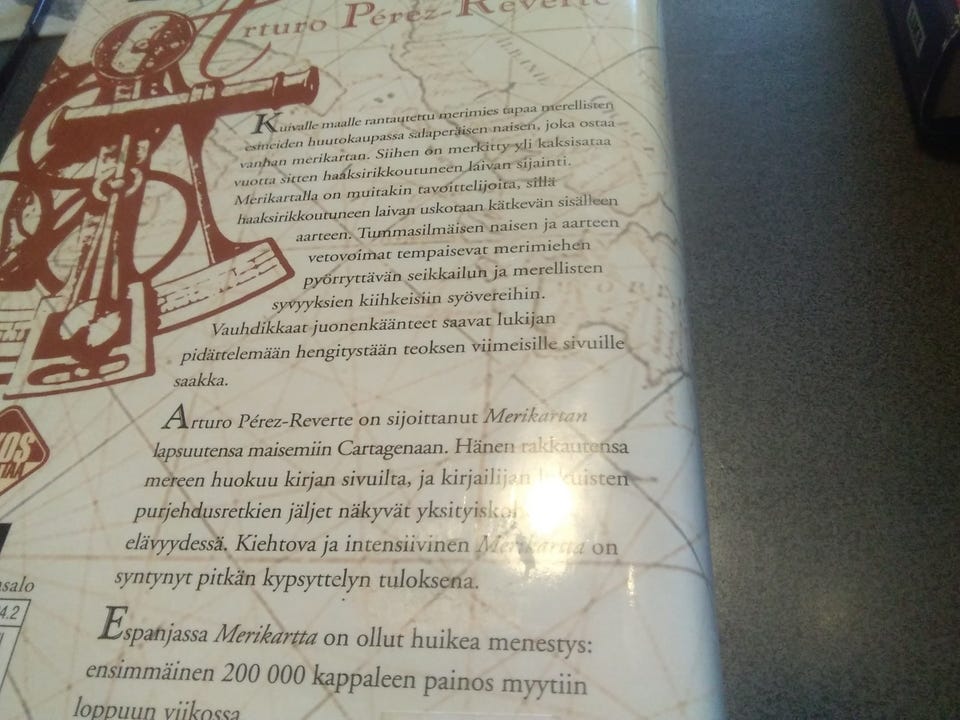 Arturo Pérez-Reverte
Kuivalle maalle rantautettu merimies tapaa merellisten
esineiden huutokaupassa salaperäisen naisen, joka ostaa
vanhan merikartan. Siihen on merkitty yli kaksisataa
vuotta sitten haaksirikkoutuneen laivan sijainti.
Merikartalla on muitakin tavoittelijoita, sillä
haaksirikkoutuneen laivan uskotaan kätkevän sisälleen
aarteen. Tummasilmäisen naisen ja aarteen
vetovoimat tempaisevat merimiehen
pyörryttävän seikkailun ja merellisten
syvyyksien kiihkeisiin syövereihin.
Vauhdikkaat juonenkäänteet saavat lukijan
pidättelemään hengitystään teoksen viimeisille sivuille
saakka.
Arturo Pérez-Reverte on sijoittanut Merikartan
lapsuutensa maisemiin Cartagenaan. Hänen rakkautensa
mereen huokuu kirjan sivuilta, ja kirjailijan
purjehdusretkien jäljet näkyvät
elävyydessä. Kiehtova ja intensiivinen Merikartta on
syntynyt pitkän kypsyttelyn tuloksena.
Espanjassa Merikartta on ollut huikea menestys:
ensimmäinen 200 000 kappaleen painos myytiin
loppuun viikossa